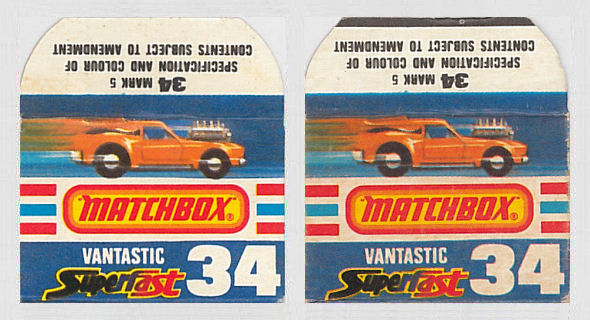 34 MARK 5
SPECIFICATION AND COLOUR OF
CONTENTS SUBJECT TO AMENDMENT
MATCHBOX®
VANTASTIC
Superfast 34
34 MARK 5
SPECIFICATION AND COLOUR OF
CONTENTS SUBJECT TO AMENDMENT
MATCHBOX®
VANTASTIC
Superfast 34